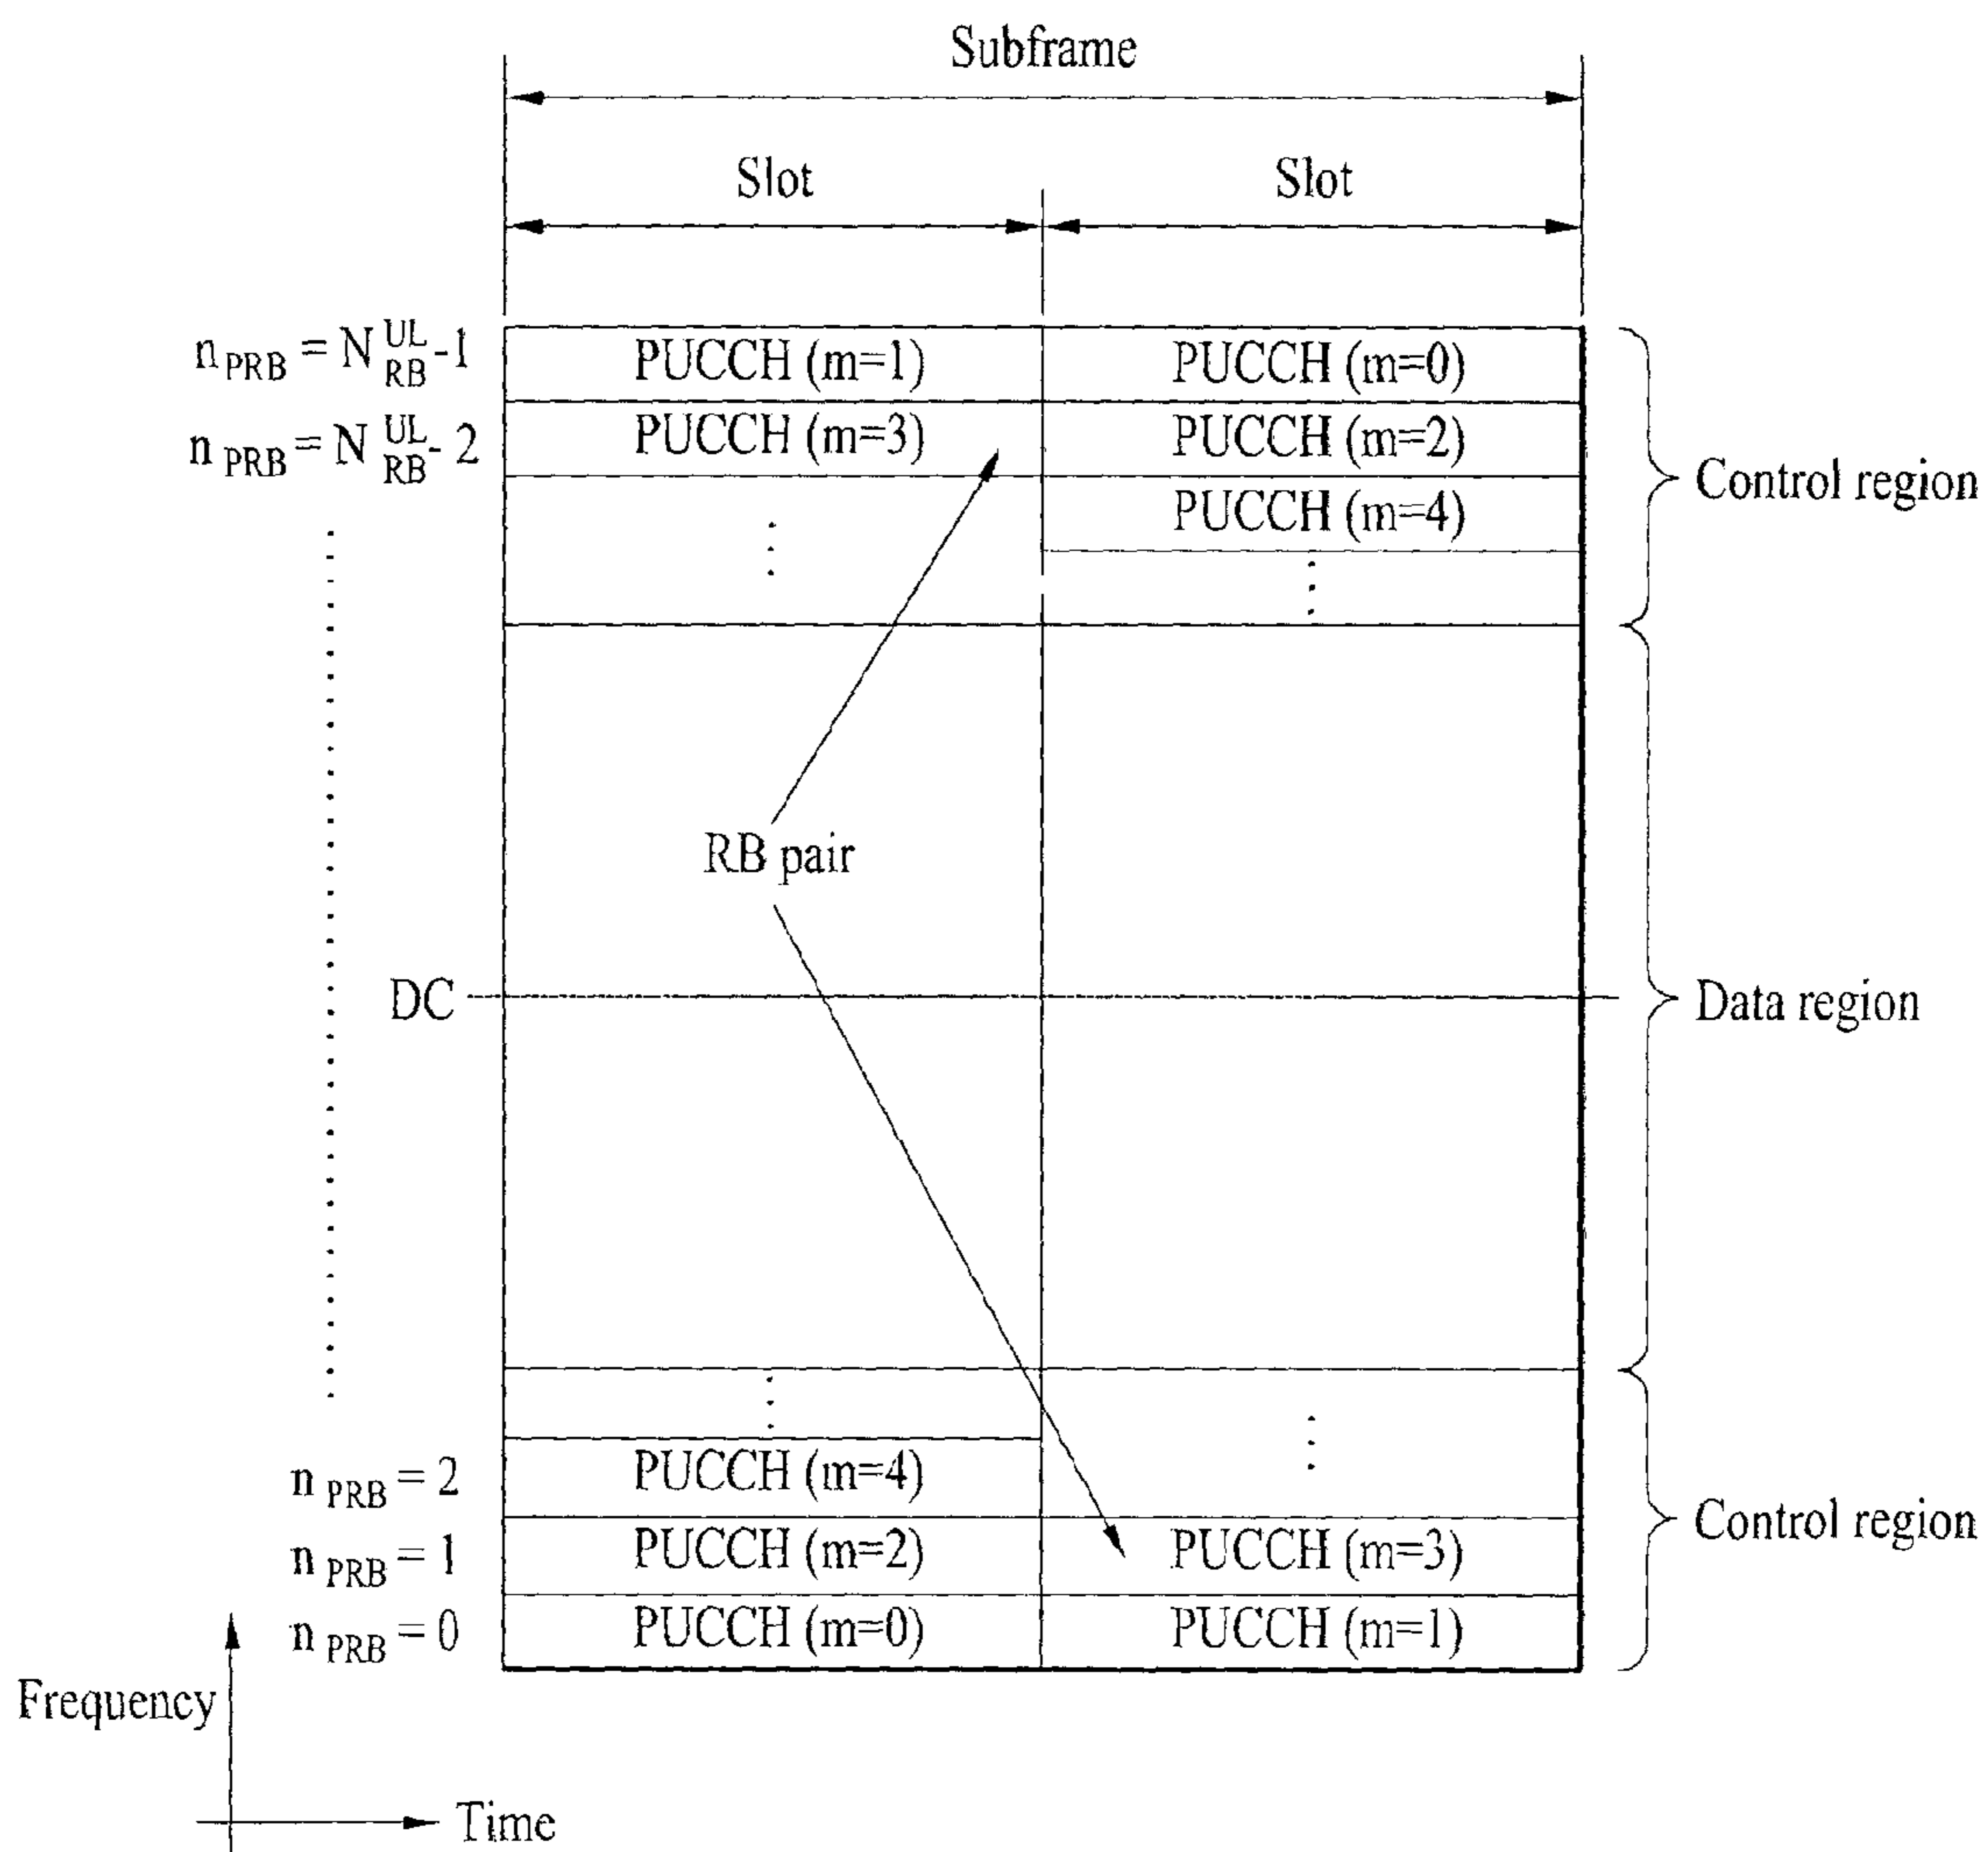 Subframe
Slot Slot
n PRB = N UL RB -1 PUCCH (m=1) PUCCH (m=0)
n PRB = N UL RB - 2 PUCCH (m=3) PUCCH (m=2)
Control region
PUCCH (m=4)
RB pair
DC
Data region
n PRB = 2 PUCCH (m=4)
Control region
n PRB = 1 PUCCH (m=2) PUCCH (m=3)
n PRB = 0 PUCCH (m=0) PUCCH (m=1)
Frequency
Time